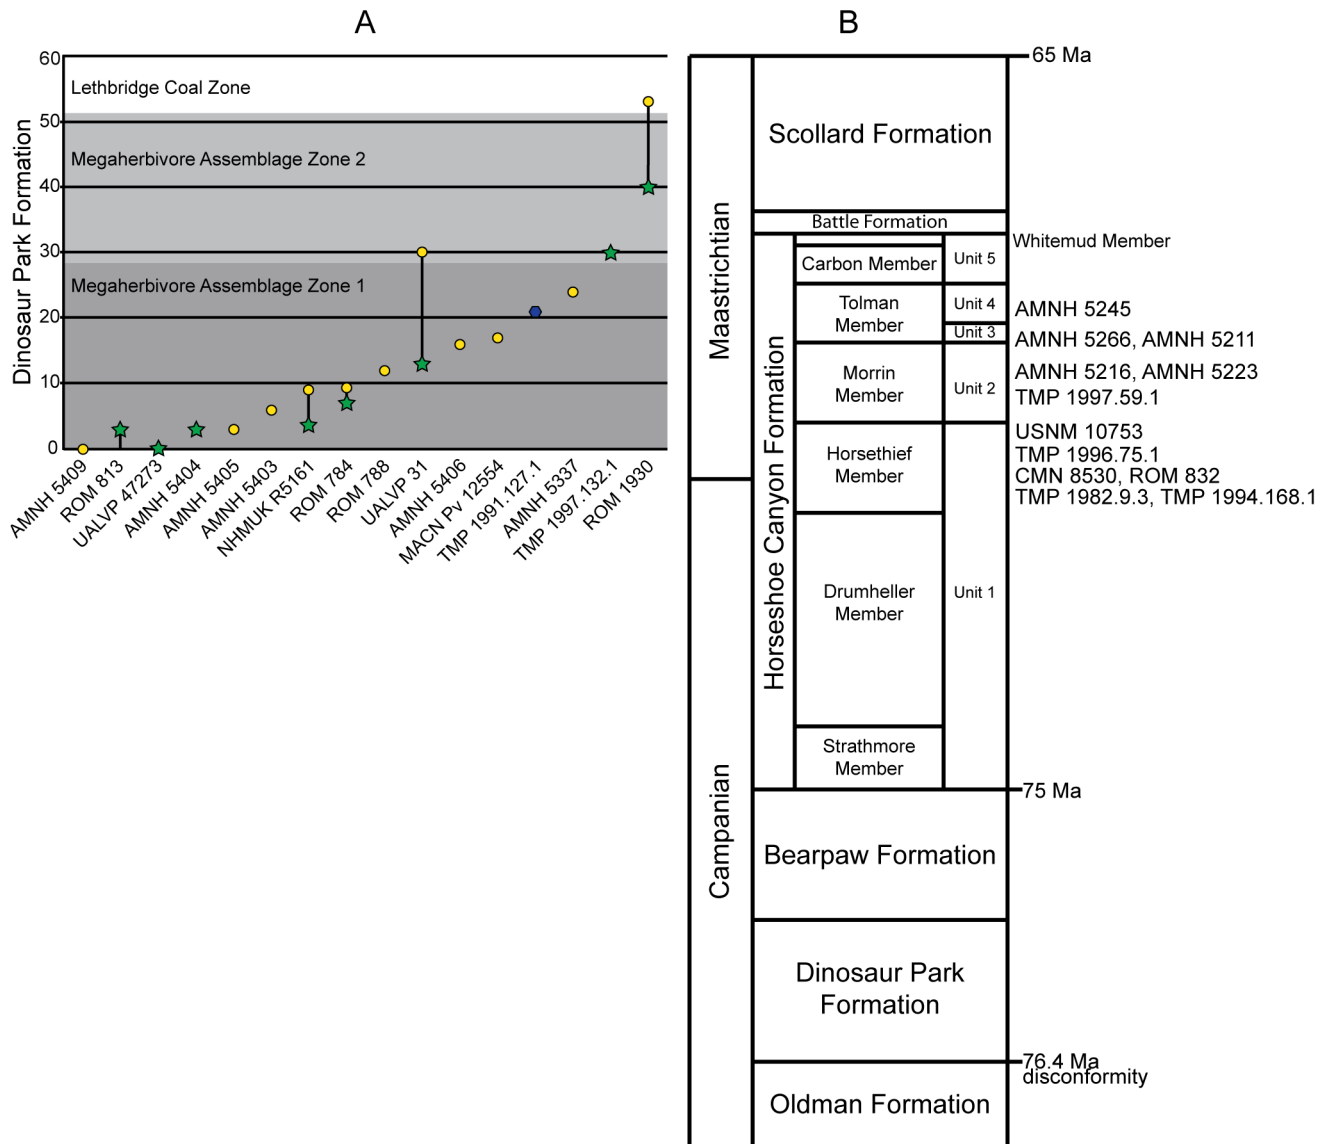 A
B
60
50
40
30
20
10
0
Dinosaur Park Formation
Lethbridge Coal Zone
Megaherbivore Assemblage Zone 2
Megaherbivore Assemblage Zone 1
AMNH 5409
ROM 813
UALVP 47273
AMNH 5404
AMNH 5405
AMNH 5403
NHMUK R5161
ROM 784
ROM 788
UALVP 31
AMNH 5406
MACN Pv 12554
TMP 1991.127.1
AMNH 5337
TMP 1997.132.1
ROM 1930
65 Ma
Maastrichtian
Campanian
Scollard Formation
Battle Formation
Horseshoe Canyon Formation
Whitemud Member
Carbon Member
Unit 5
Tolman
Member
Unit 4
Unit 3
AMNH 5245
AMNH 5266, AMNH 5211
Morrin
Member
Unit 2
AMNH 5216, AMNH 5223
TMP 1997.59.1
Horsethief
Member
USNM 10753
TMP 1996.75.1
CMN 8530, ROM 832
TMP 1982.9.3, TMP 1994.168.1
Drumheller
Member
Unit 1
Strathmore
Member
75 Ma
Bearpaw Formation
Dinosaur Park
Formation
76.4 Ma
disconformity
Oldman Formation